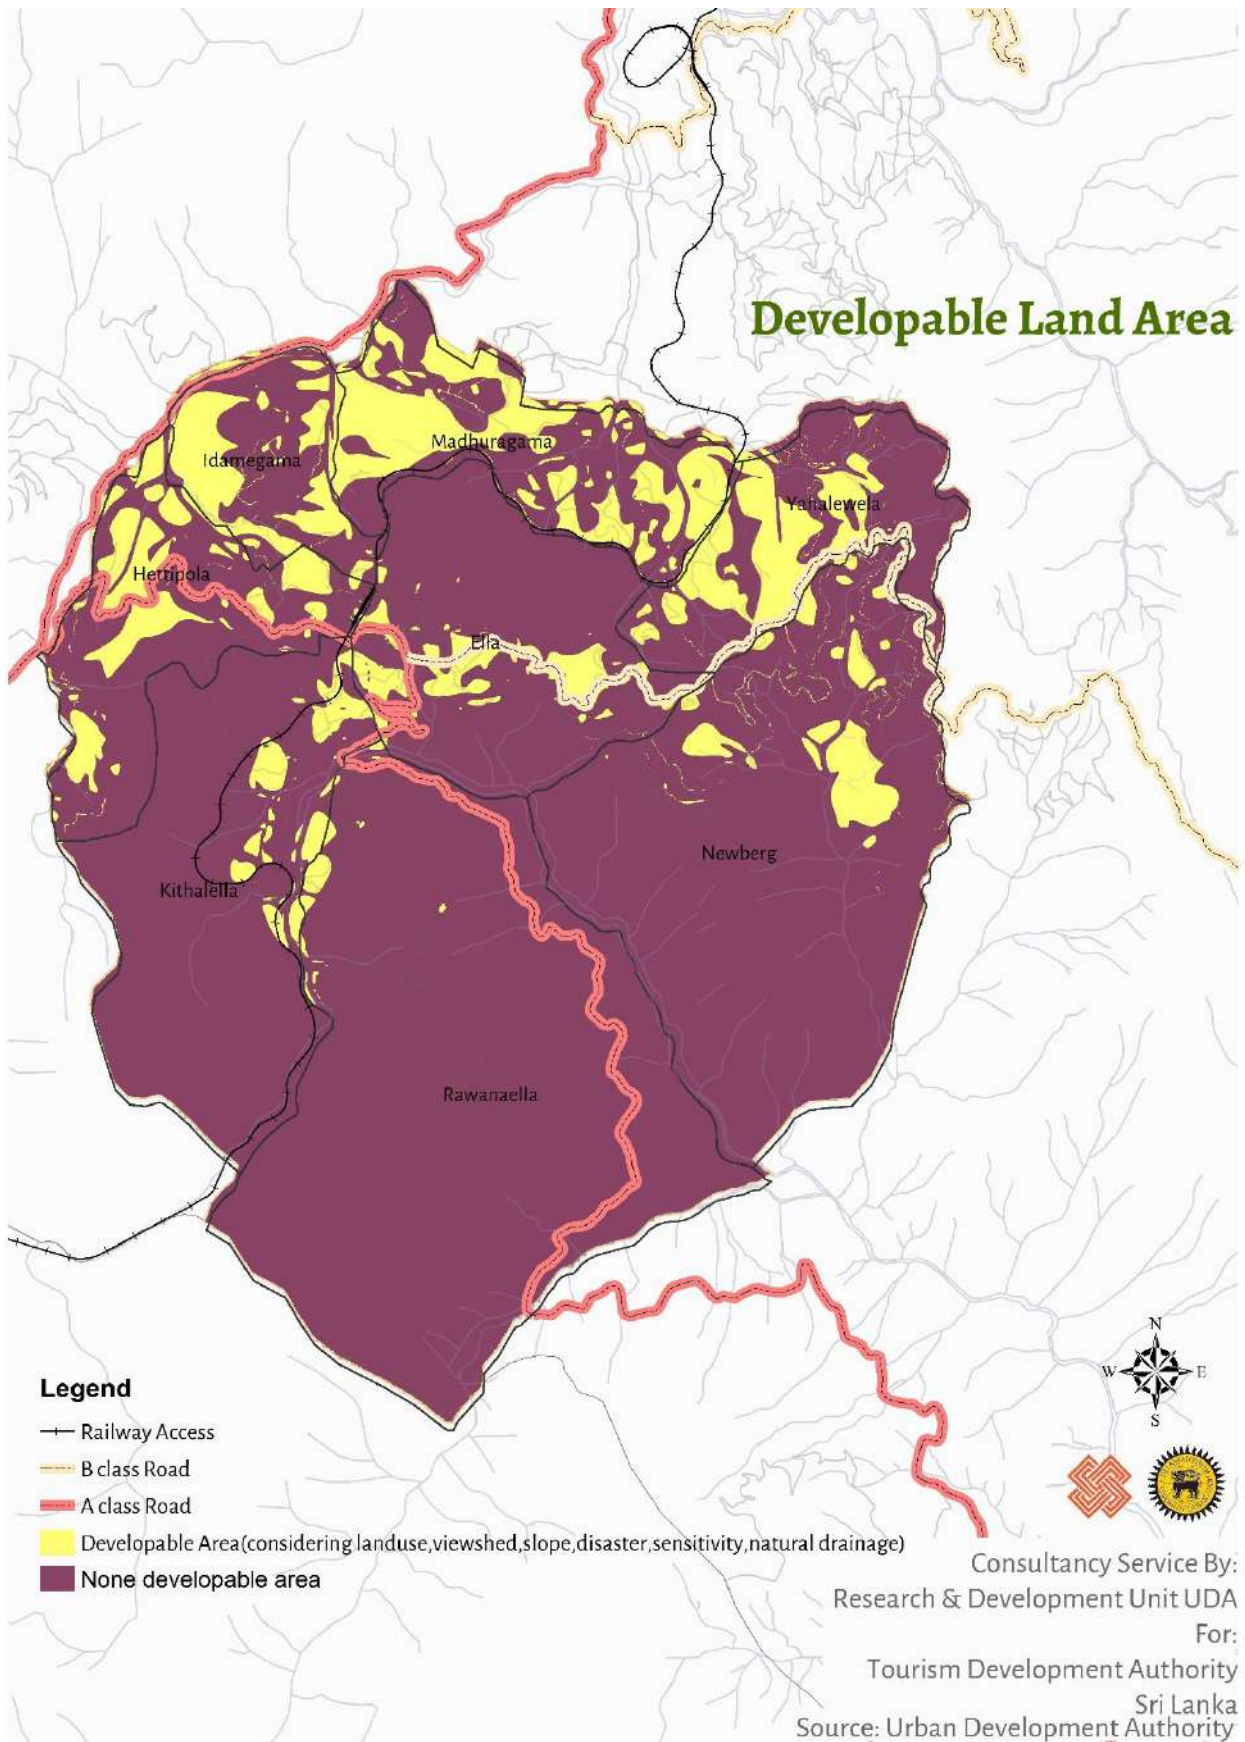 Developable Land Area
Madhuragama
Idamegama
Yahalewela
Hettipola
Ella
Newberg
Kithalella
Rawanaella
N
W
E
S
Legend
Railway Access
B class Road
A class Road
Developable Area(considering landuse,viewshed,slope,disaster,sensitivity,natural drainage)
None developable area
Consultancy Service By:
Research & Development Unit UDA
For:
Tourism Development Authority
Sri Lanka
Source: Urban Development Authority